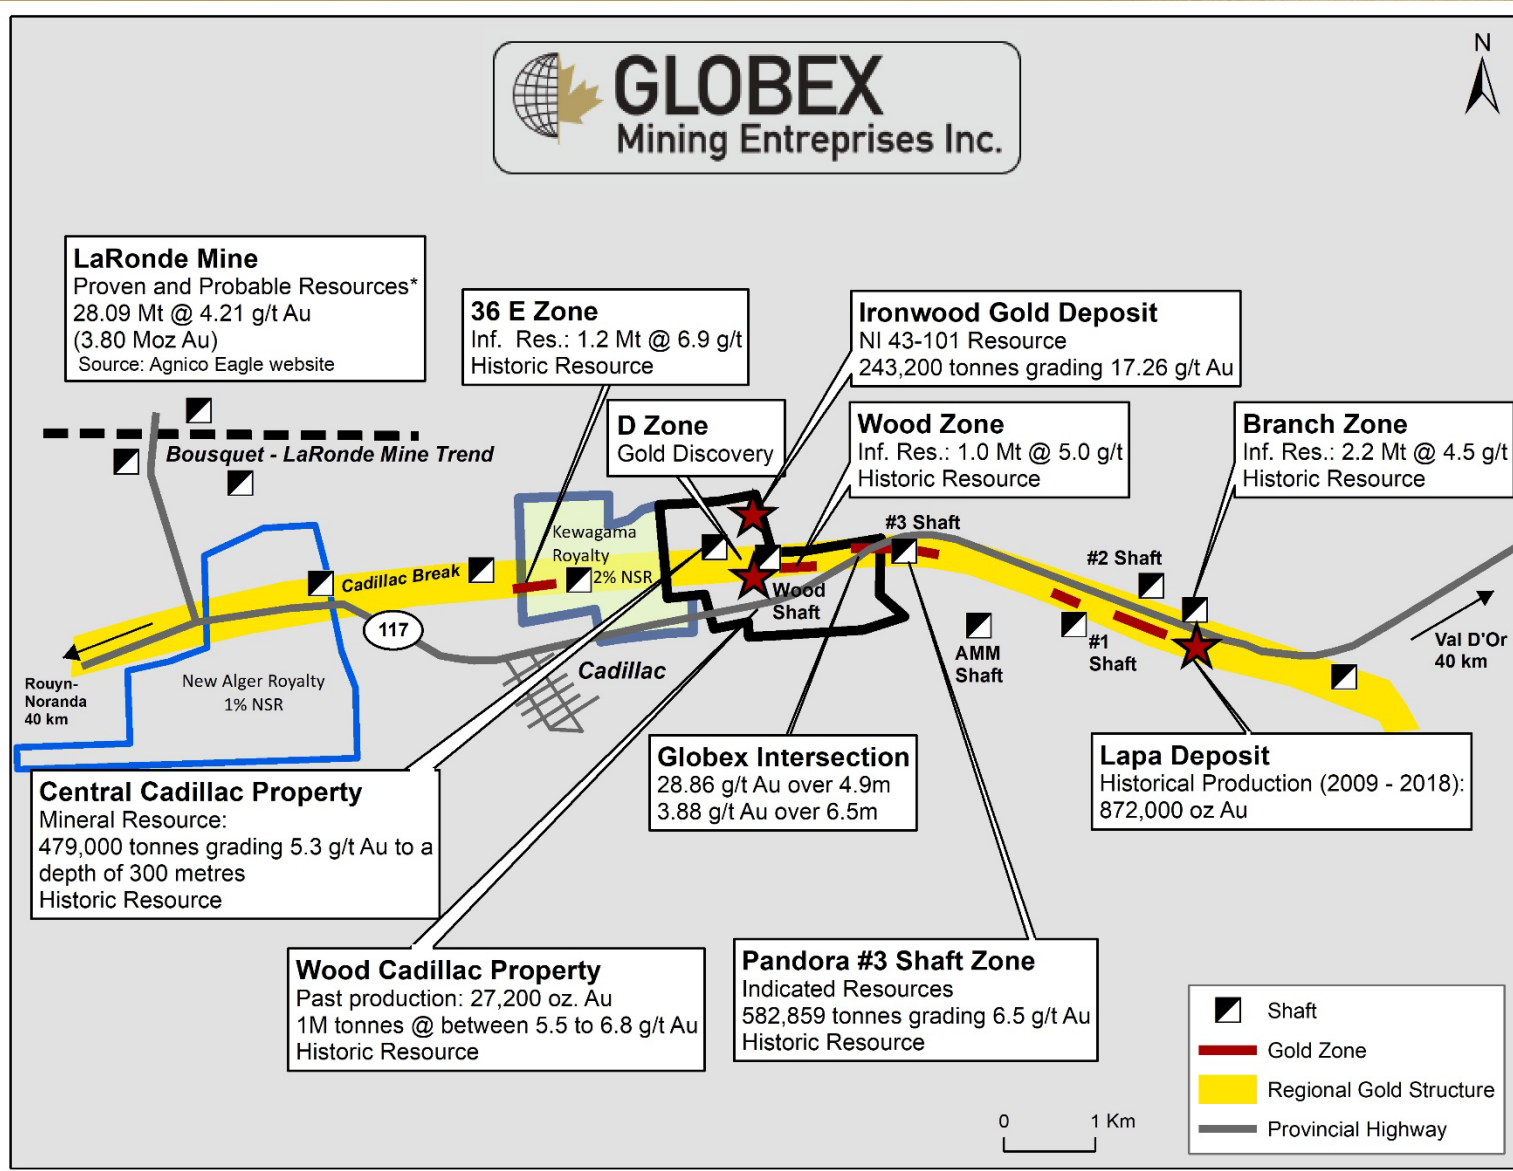 N
GLOBEX
Mining Entreprises Inc.
LaRonde Mine
Proven and Probable Resources*
28.09 Mt @ 4.21 g/t Au
(3.80 Moz Au)
Source: Agnico Eagle website
36 E Zone
Inf. Res.: 1.2 Mt @ 6.9 g/t
Historic Resource
Ironwood Gold Deposit
NI 43-101 Resource
243,200 tonnes grading 17.26 g/t Au
D Zone
Gold Discovery
Wood Zone
Inf. Res.: 1.0 Mt @ 5.0 g/t
Historic Resource
Branch Zone
Inf. Res.: 2.2 Mt @ 4.5 g/t
Historic Resource
Bousquet - LaRonde Mine Trend
Kewagama
Royalty
2% NSR
#3 Shaft
#2 Shaft
Cadillac Break
Wood
Shaft
117
AMM
Shaft
#1
Shaft
Val D'Or
40 km
Rouyn-
Noranda
40 km
New Alger Royalty
1% NSR
Cadillac
Central Cadillac Property
Mineral Resource:
479,000 tonnes grading 5.3 g/t Au to a
depth of 300 metres
Historic Resource
Globex Intersection
28.86 g/t Au over 4.9m
3.88 g/t Au over 6.5m
Lapa Deposit
Historical Production (2009 - 2018):
872,000 oz Au
Wood Cadillac Property
Past production: 27,200 oz. Au
1M tonnes @ between 5.5 to 6.8 g/t Au
Historic Resource
Pandora #3 Shaft Zone
Indicated Resources
582,859 tonnes grading 6.5 g/t Au
Historic Resource
Shaft
Gold Zone
Regional Gold Structure
Provincial Highway
0 1 Km